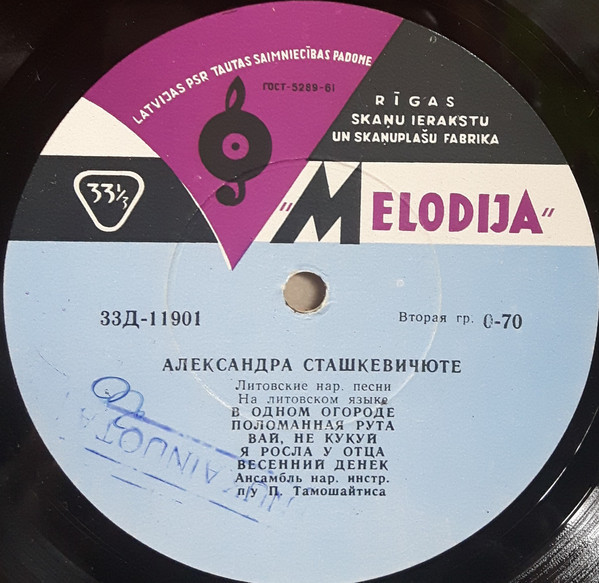 LATVIJAS PSR TAUTAS SAIMNIECĪBAS PADOME
ГОСТ-5289-61
RĪGAS
SKAŅU IERAKSTU
UN SKAŅUPLAŠU FABRIKA
33⅓
"MELODIJA"
33Д-11901
Вторая гр. 0-70
АЛЕКСАНДРА СТАШКЕВИЧЮТЕ
Литовские нар. песни
На литовском языке
В ОДНОМ ОГОРОДЕ
ПОЛОМАННАЯ РУТА
ВАЙ, НЕ КУКУЙ
Я РОСЛА У ОТЦА
ВЕСЕННИЙ ДЕНЕК
Ансамбль нар. инстр.
п/у П. Тамошайтиса